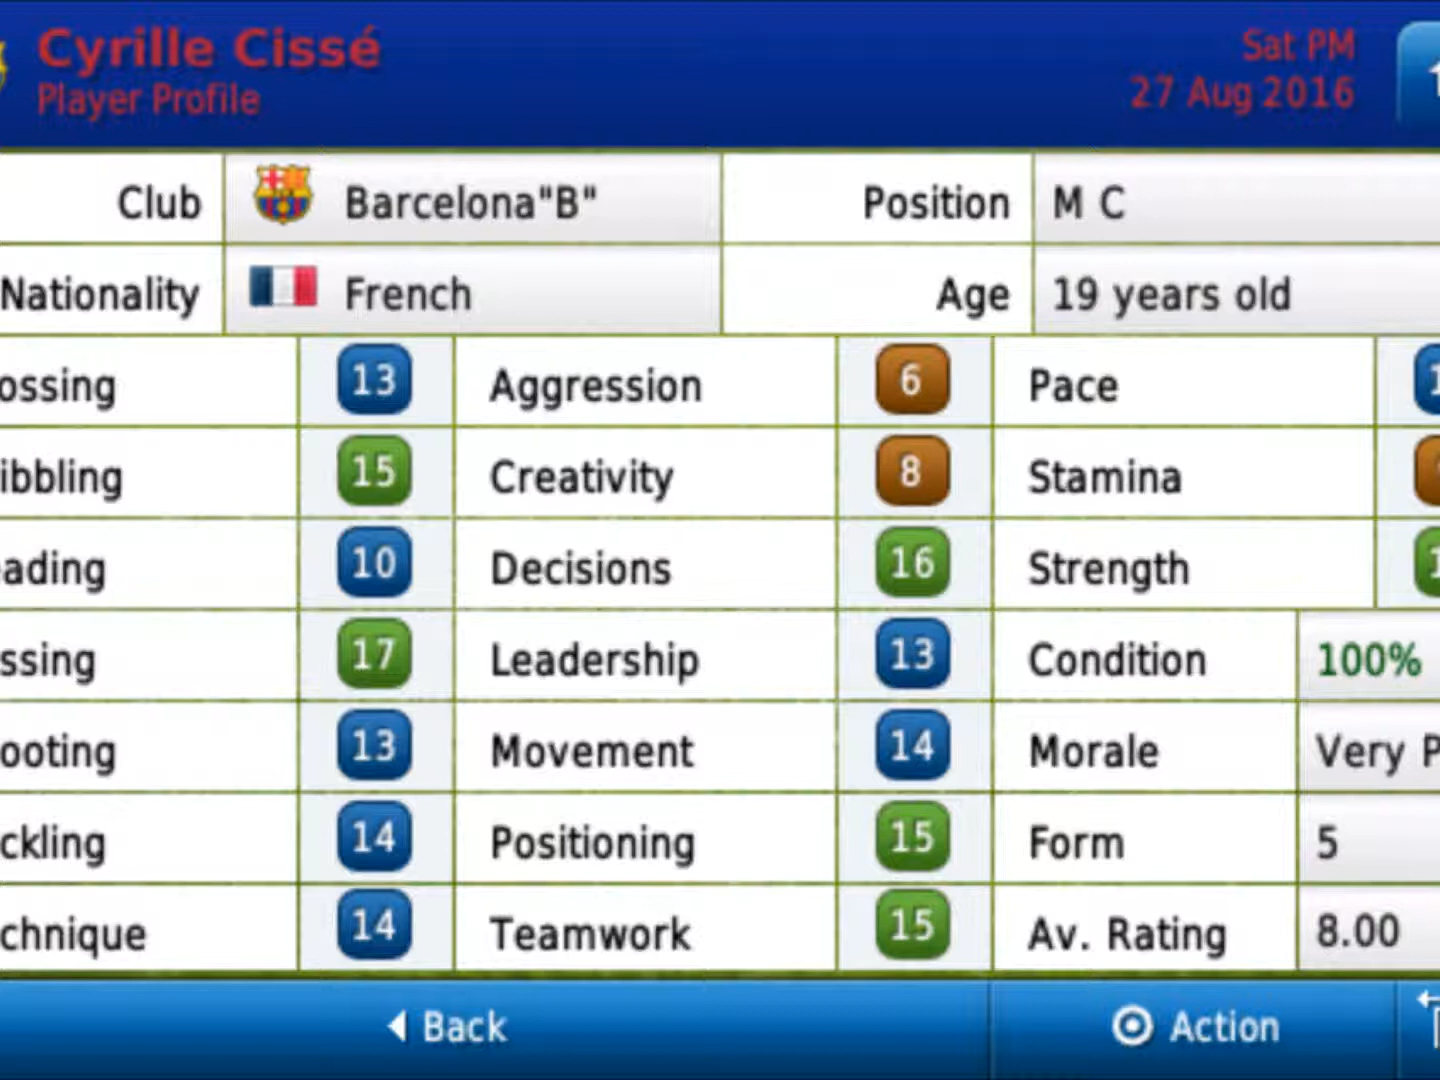 Cyrille Cissé
Player Profile
Sat PM
27 Aug 2016
Club Barcelona"B" Position M C
Nationality French Age 19 years old
ossing 13 Aggression 6 Pace
ibbling 15 Creativity 8 Stamina
ading 10 Decisions 16 Strength
ssing 17 Leadership 13 Condition 100%
ooting 13 Movement 14 Morale Very P
ckling 14 Positioning 15 Form 5
chnique 14 Teamwork 15 Av. Rating 8.00
Back Action